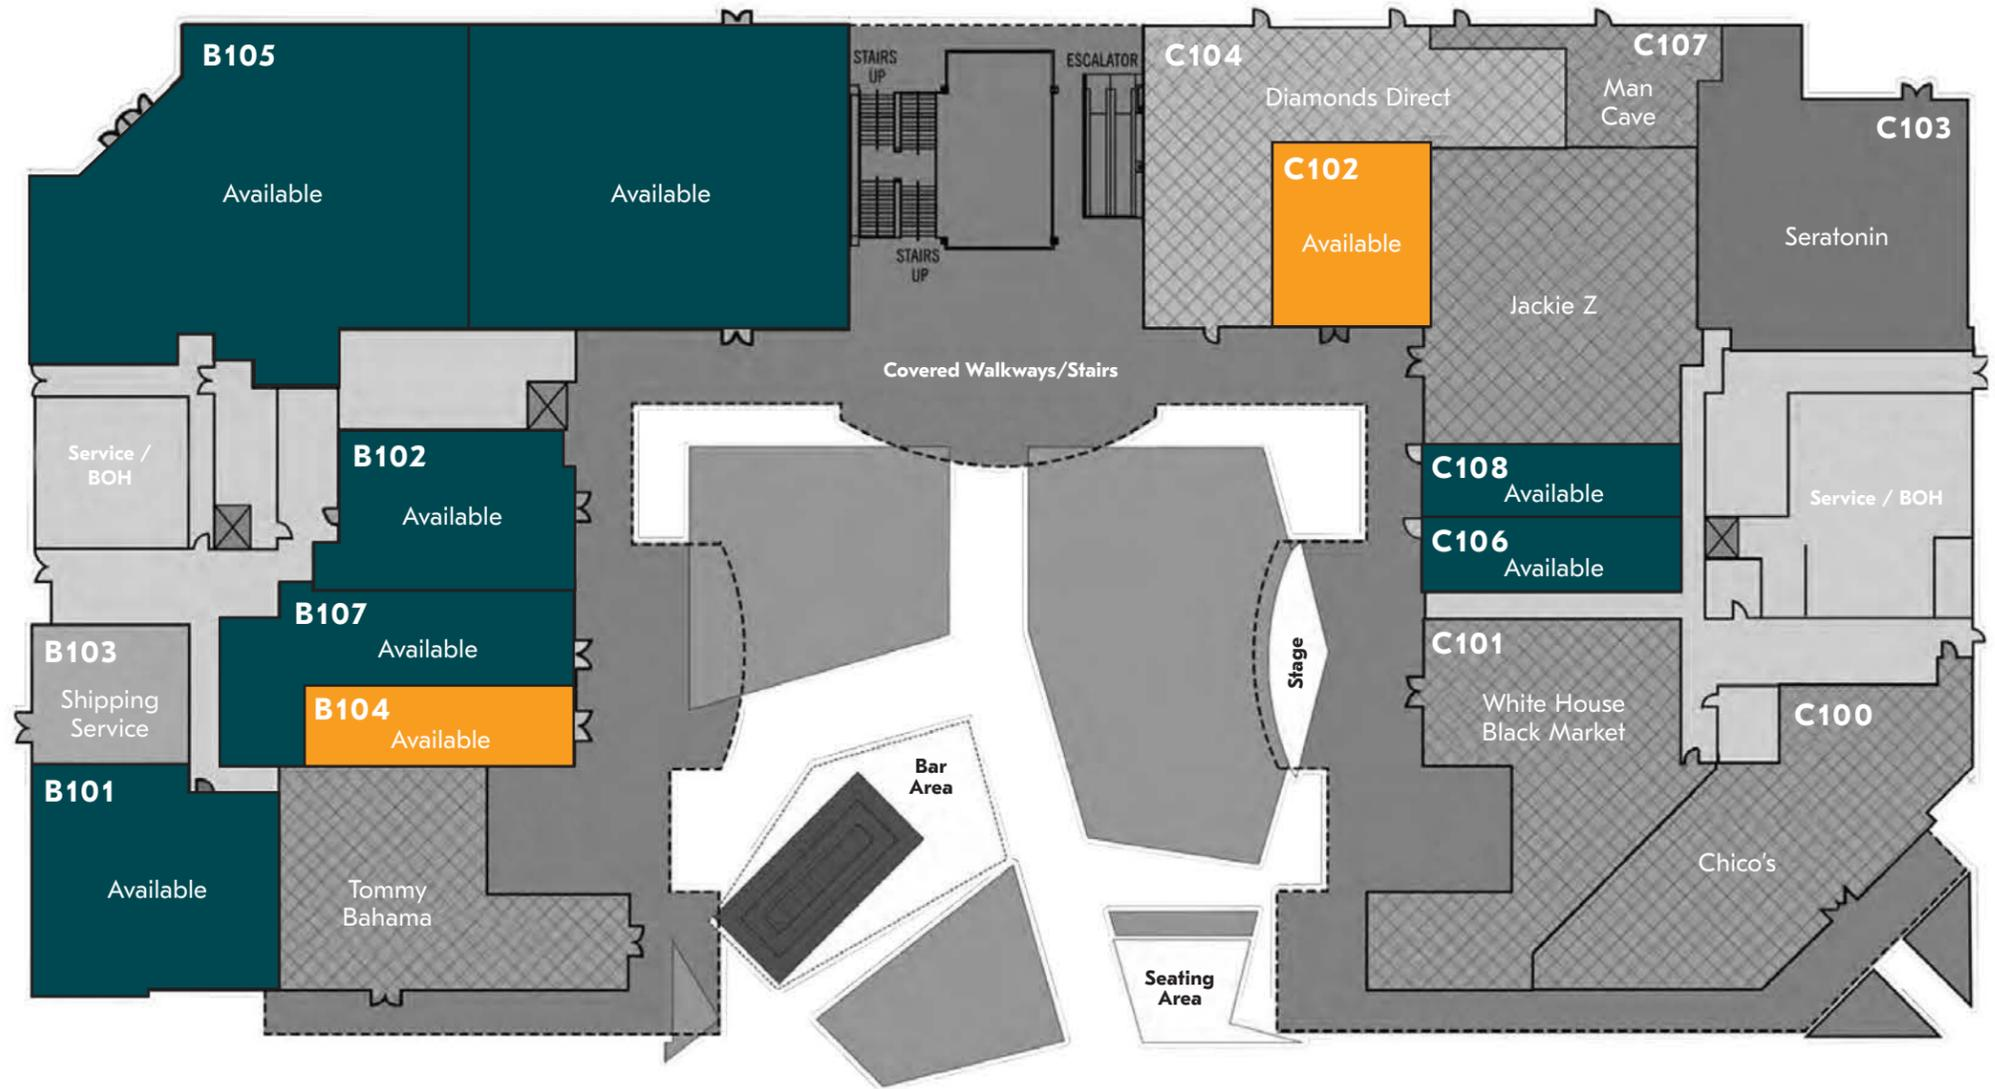 B105
Available
Available
STAIRS
UP
STAIRS
UP
ESCALATOR
C104
Diamonds Direct
C107
Man
Cave
C103
Seratonin
C102
Available
Jackie Z
Covered Walkways/Stairs
Service /
BOH
B102
Available
C108
Available
C106
Available
Service / BOH
B107
Available
B104
Available
B103
Shipping
Service
B101
Available
Tommy
Bahama
Stage
Bar
Area
Seating
Area
C101
White House
Black Market
C100
Chico's